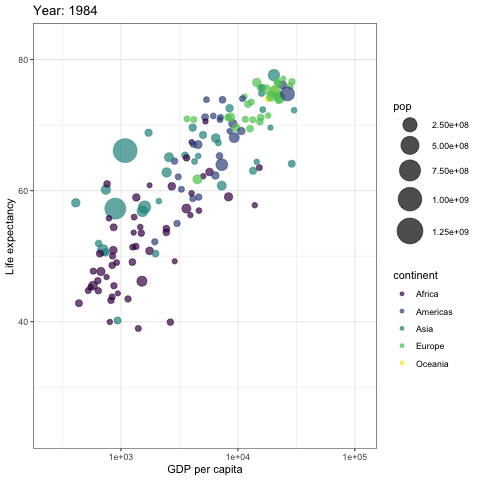 Year: 1984
80
60
40
Life expectancy
1e+03
1e+04
1e+05
GDP per capita
pop
2.50e+08
5.00e+08
7.50e+08
1.00e+09
1.25e+09
continent
Africa
Americas
Asia
Europe
Oceania